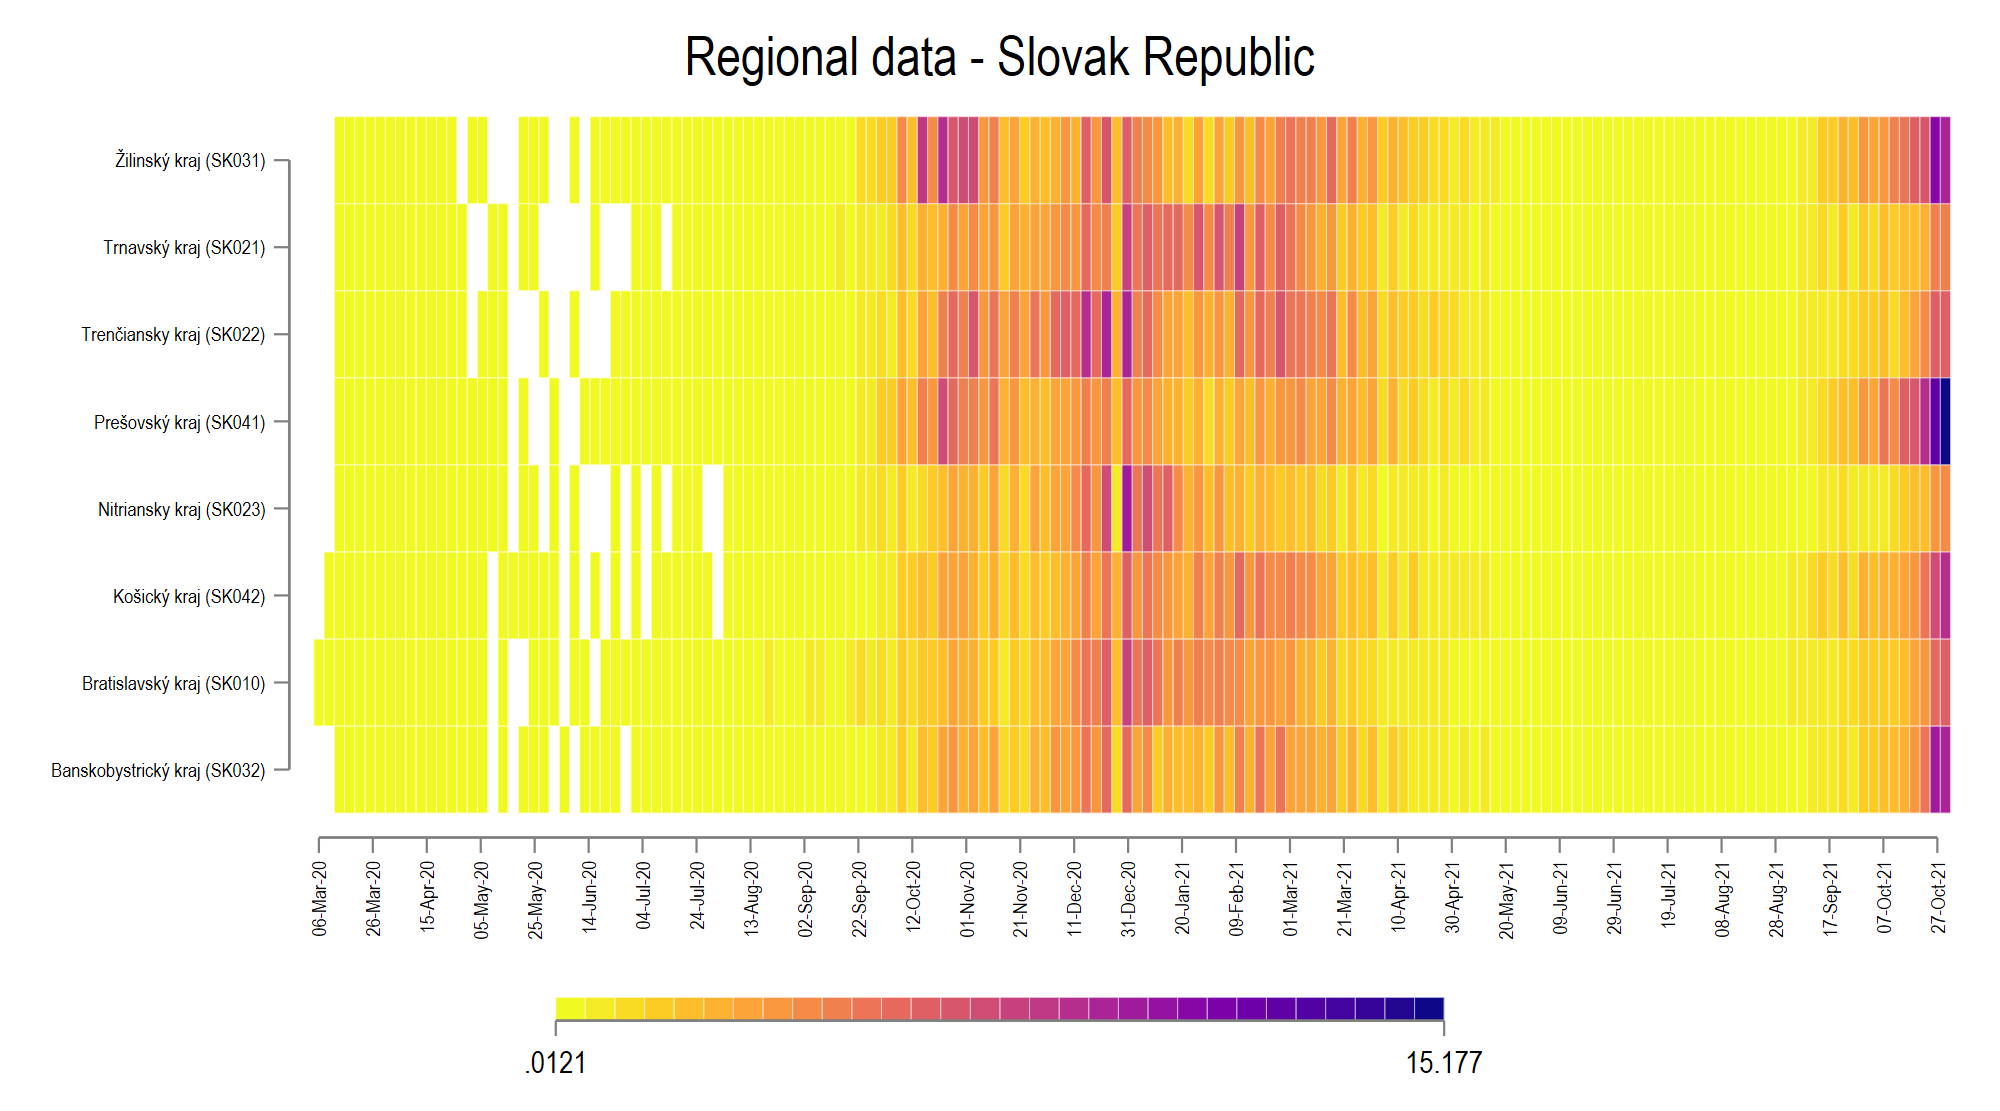 Regional data - Slovak Republic
Žilinský kraj (SK031)
Trnavský kraj (SK021)
Trenčiansky kraj (SK022)
Prešovský kraj (SK041)
Nitriansky kraj (SK023)
Košický kraj (SK042)
Bratislavský kraj (SK010)
Banskobystrický kraj (SK032)
06-Mar-20
26-Mar-20
15-Apr-20
05-May-20
25-May-20
14-Jun-20
04-Jul-20
24-Jul-20
13-Aug-20
02-Sep-20
22-Sep-20
12-Oct-20
01-Nov-20
21-Nov-20
11-Dec-20
31-Dec-20
20-Jan-21
09-Feb-21
01-Mar-21
21-Mar-21
10-Apr-21
30-Apr-21
20-May-21
09-Jun-21
29-Jun-21
19-Jul-21
08-Aug-21
28-Aug-21
17-Sep-21
07-Oct-21
27-Oct-21
.0121
15.177